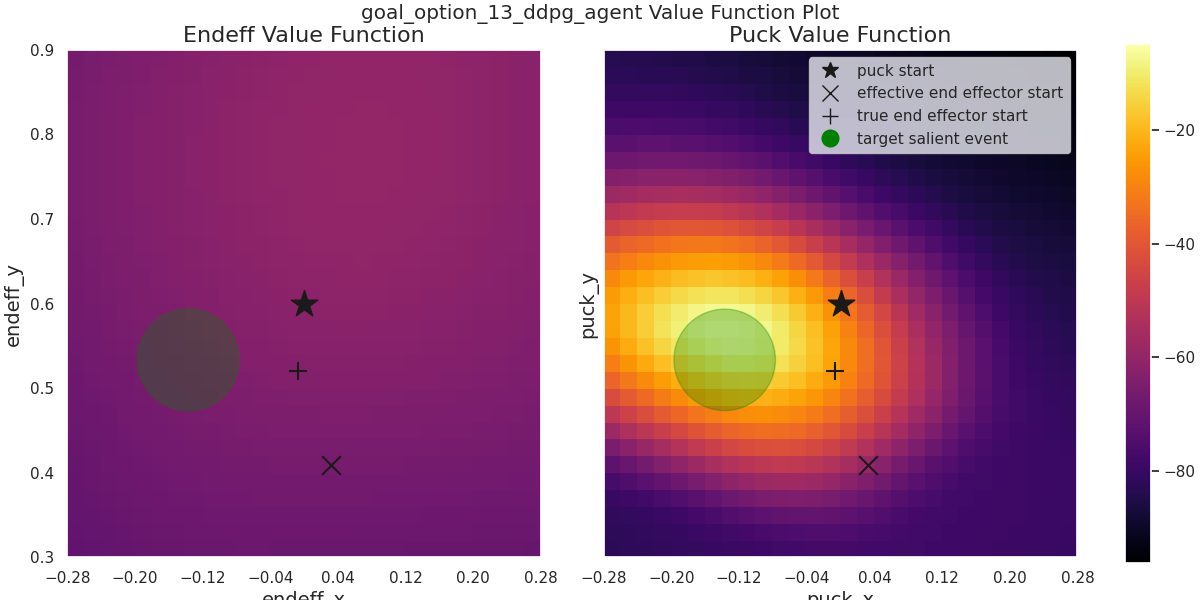 goal_option_13_ddpg_agent Value Function Plot
Endeff Value Function
Puck Value Function
puck start
effective end effector start
true end effector start
target salient event
endeff_y
0.9
0.8
0.7
0.6
0.5
0.4
0.3
−0.28 −0.20 −0.12 −0.04 0.04 0.12 0.20 0.28
endeff_x
puck_y
−0.28 −0.20 −0.12 −0.04 0.04 0.12 0.20 0.28
puck_x
−20
−40
−60
−80